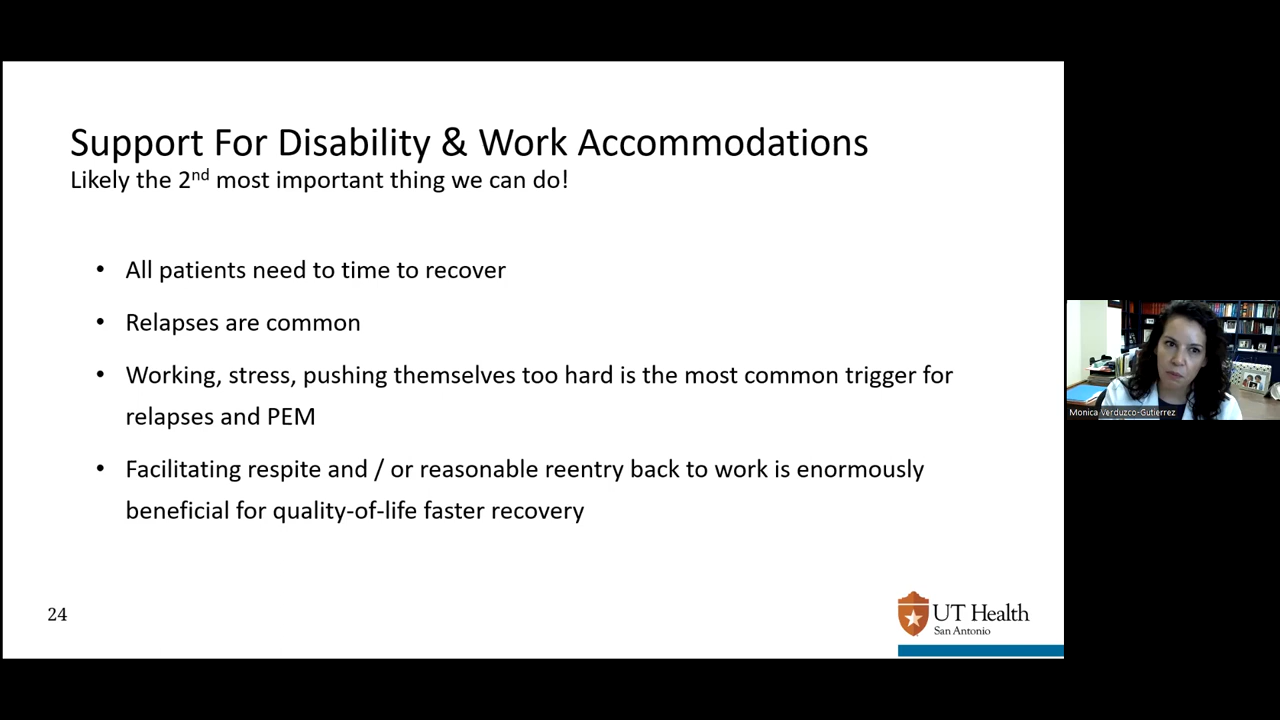 Support For Disability & Work Accommodations
Likely the 2nd most important thing we can do!
• All patients need to time to recover
• Relapses are common
• Working, stress, pushing themselves too hard is the most common trigger for
relapses and PEM
• Facilitating respite and / or reasonable reentry back to work is enormously
beneficial for quality-of-life faster recovery
24
UT Health
San Antonio
Monica Verduzco-Gutierrez